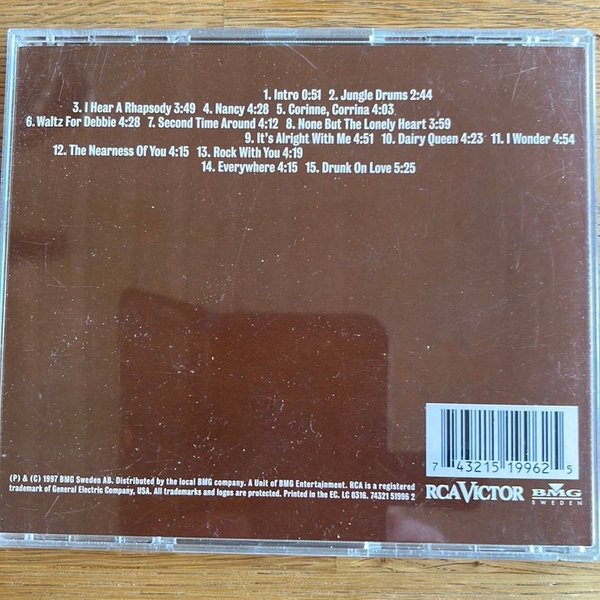 1. Intro 0:51 2. Jungle Drums 2:44
3. I Hear A Rhapsody 3:49 4. Nancy 4:28 5. Corinne, Corrina 4:03
6. Waltz For Debbie 4:28 7. Second Time Around 4:12 8. None But The Lonely Heart 3:59
9. It's Alright With Me 4:51 10. Dairy Queen 4:23 11. I Wonder 4:54
12. The Nearness Of You 4:15 13. Rock With You 4:19
14. Everywhere 4:15 15. Drunk On Love 5:25
7 43215 19962 5
(P) & (C) 1997 BMG Sweden AB. Distributed by the local BMG company. A Unit of BMG Entertainment. RCA is a registered
trademark of General Electric Company, USA. All trademarks and logos are protected. Printed in the EC. LC 0316. 74321 51996 2
RCA VICTOR
BMG
SWEDEN